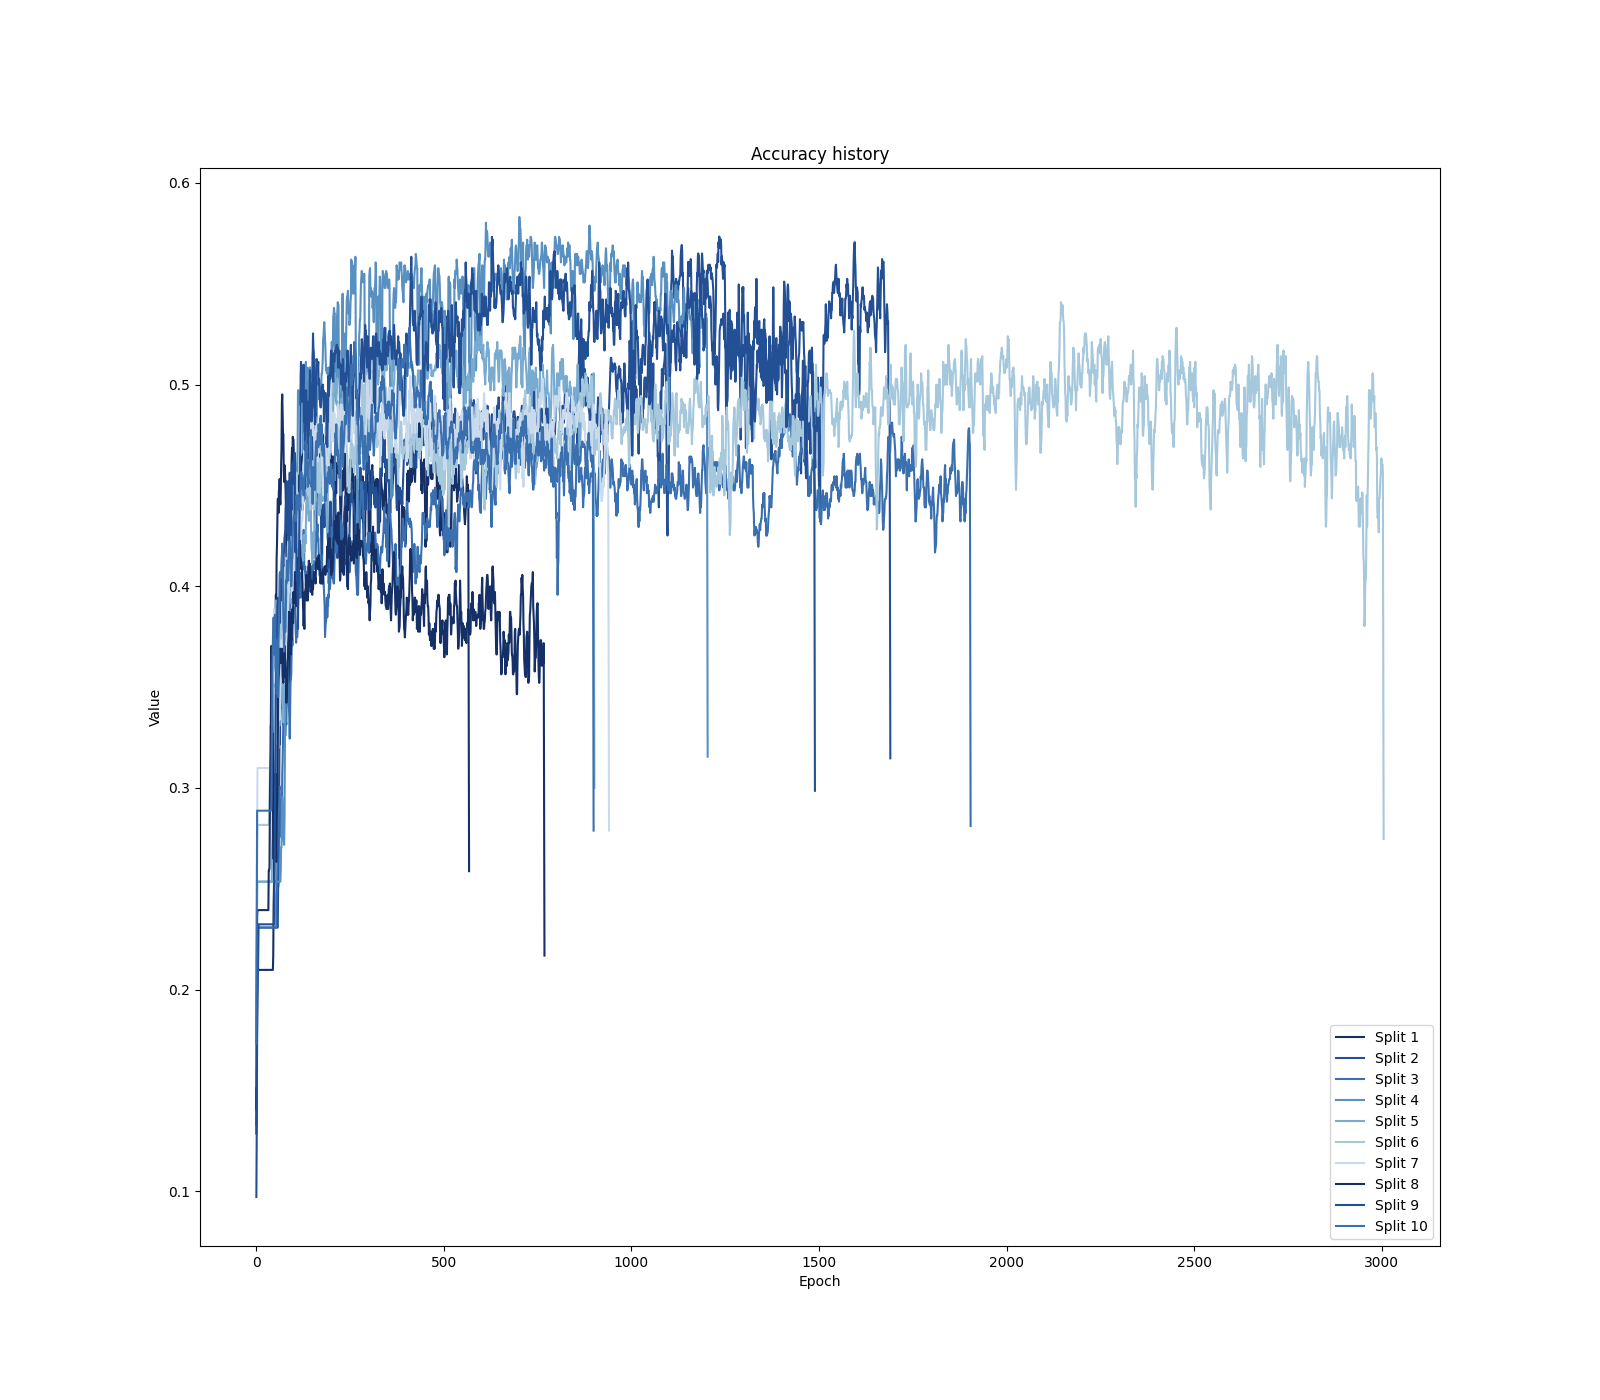 Accuracy history
0.6
0.5
0.4
0.3
0.2
0.1
Value
0 500 1000 1500 2000 2500 3000
Epoch
Split 1
Split 2
Split 3
Split 4
Split 5
Split 6
Split 7
Split 8
Split 9
Split 10